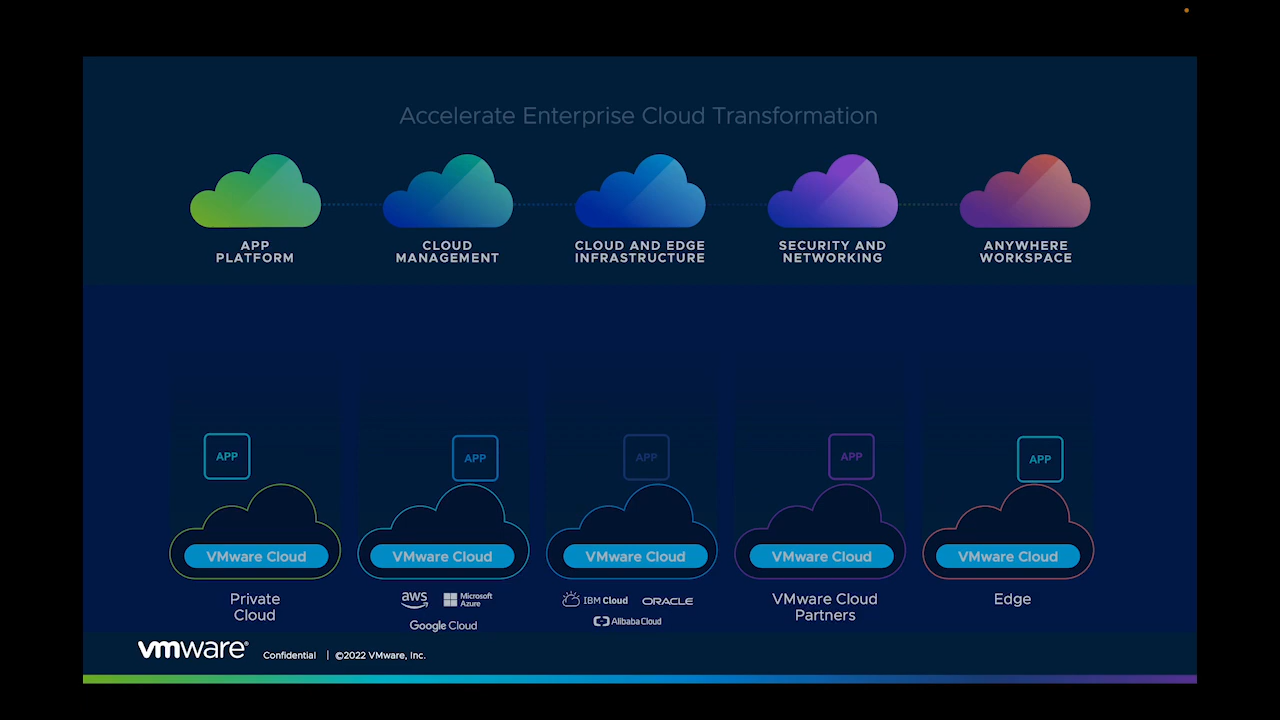 Accelerate Enterprise Cloud Transformation
APP
PLATFORM
CLOUD
MANAGEMENT
CLOUD AND EDGE
INFRASTRUCTURE
SECURITY AND
NETWORKING
ANYWHERE
WORKSPACE
APP
APP
APP
APP
APP
VMware Cloud
VMware Cloud
VMware Cloud
VMware Cloud
VMware Cloud
Private
Cloud
aws
Microsoft
Azure
Google Cloud
IBM Cloud
ORACLE
Alibaba Cloud
VMware Cloud
Partners
Edge
vmware®
Confidential | ©2022 VMware, Inc.